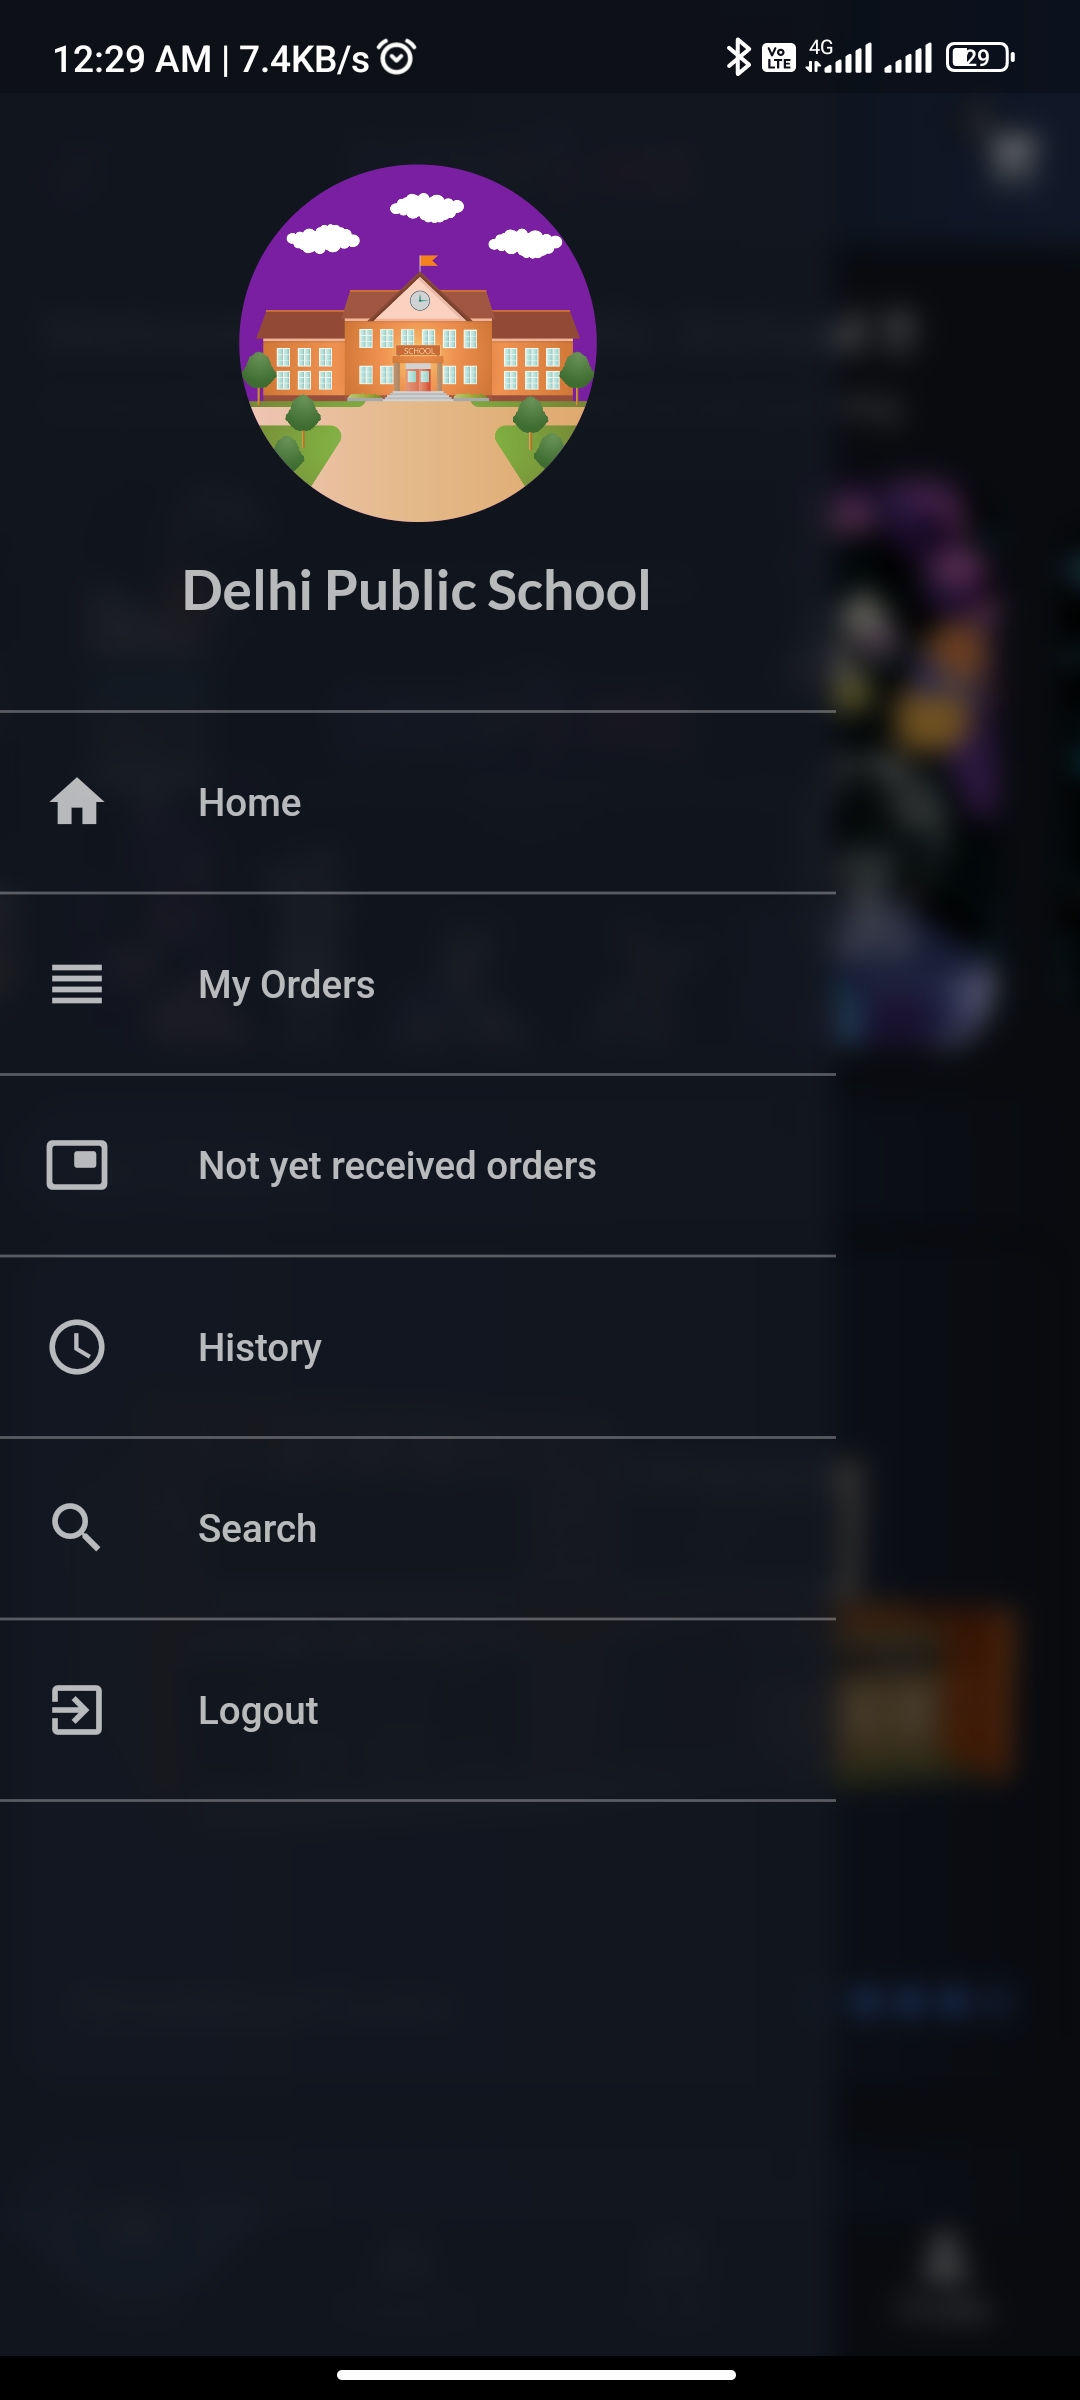 12:29 AM | 7.4KB/s
Vo LTE 4G 29
SCHOOL
Delhi Public School
Home
My Orders
Not yet received orders
History
Search
Logout